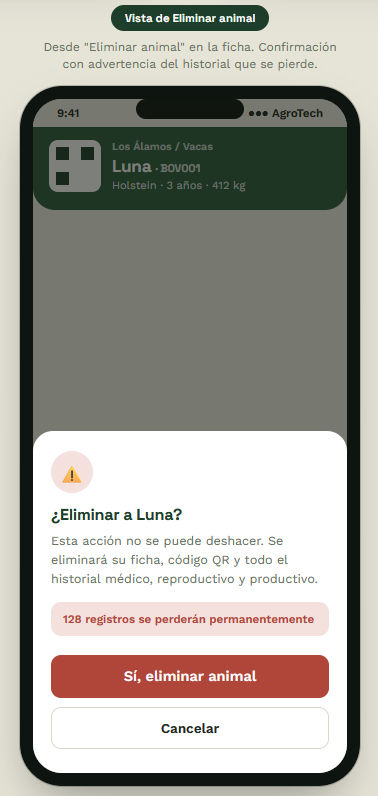 Vista de Eliminar animal
Desde "Eliminar animal" en la ficha. Confirmación
con advertencia del historial que se pierde.
9:41
●●● AgroTech
Los Álamos / Vacas
Luna · BOV001
Holstein · 3 años · 412 kg
¿Eliminar a Luna?
Esta acción no se puede deshacer. Se
eliminará su ficha, código QR y todo el
historial médico, reproductivo y productivo.
128 registros se perderán permanentemente
Sí, eliminar animal
Cancelar